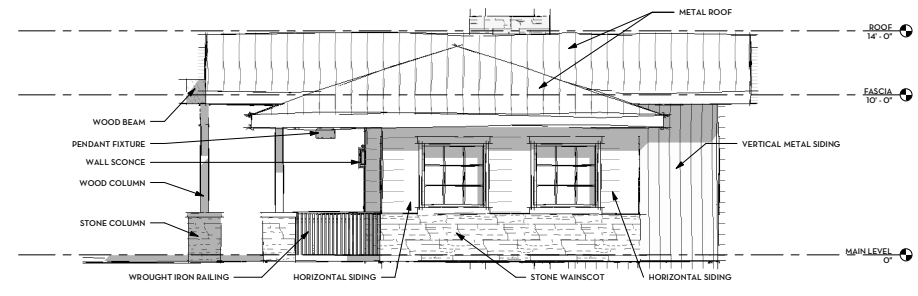 METAL ROOF
ROOF
14' - 0"
FASCIA
10' - 0"
WOOD BEAM
PENDANT FIXTURE
VERTICAL METAL SIDING
WALL SCONCE
WOOD COLUMN
STONE COLUMN
MAIN LEVEL
0"
WROUGHT IRON RAILING
HORIZONTAL SIDING
STONE WAINSCOT
HORIZONTAL SIDING